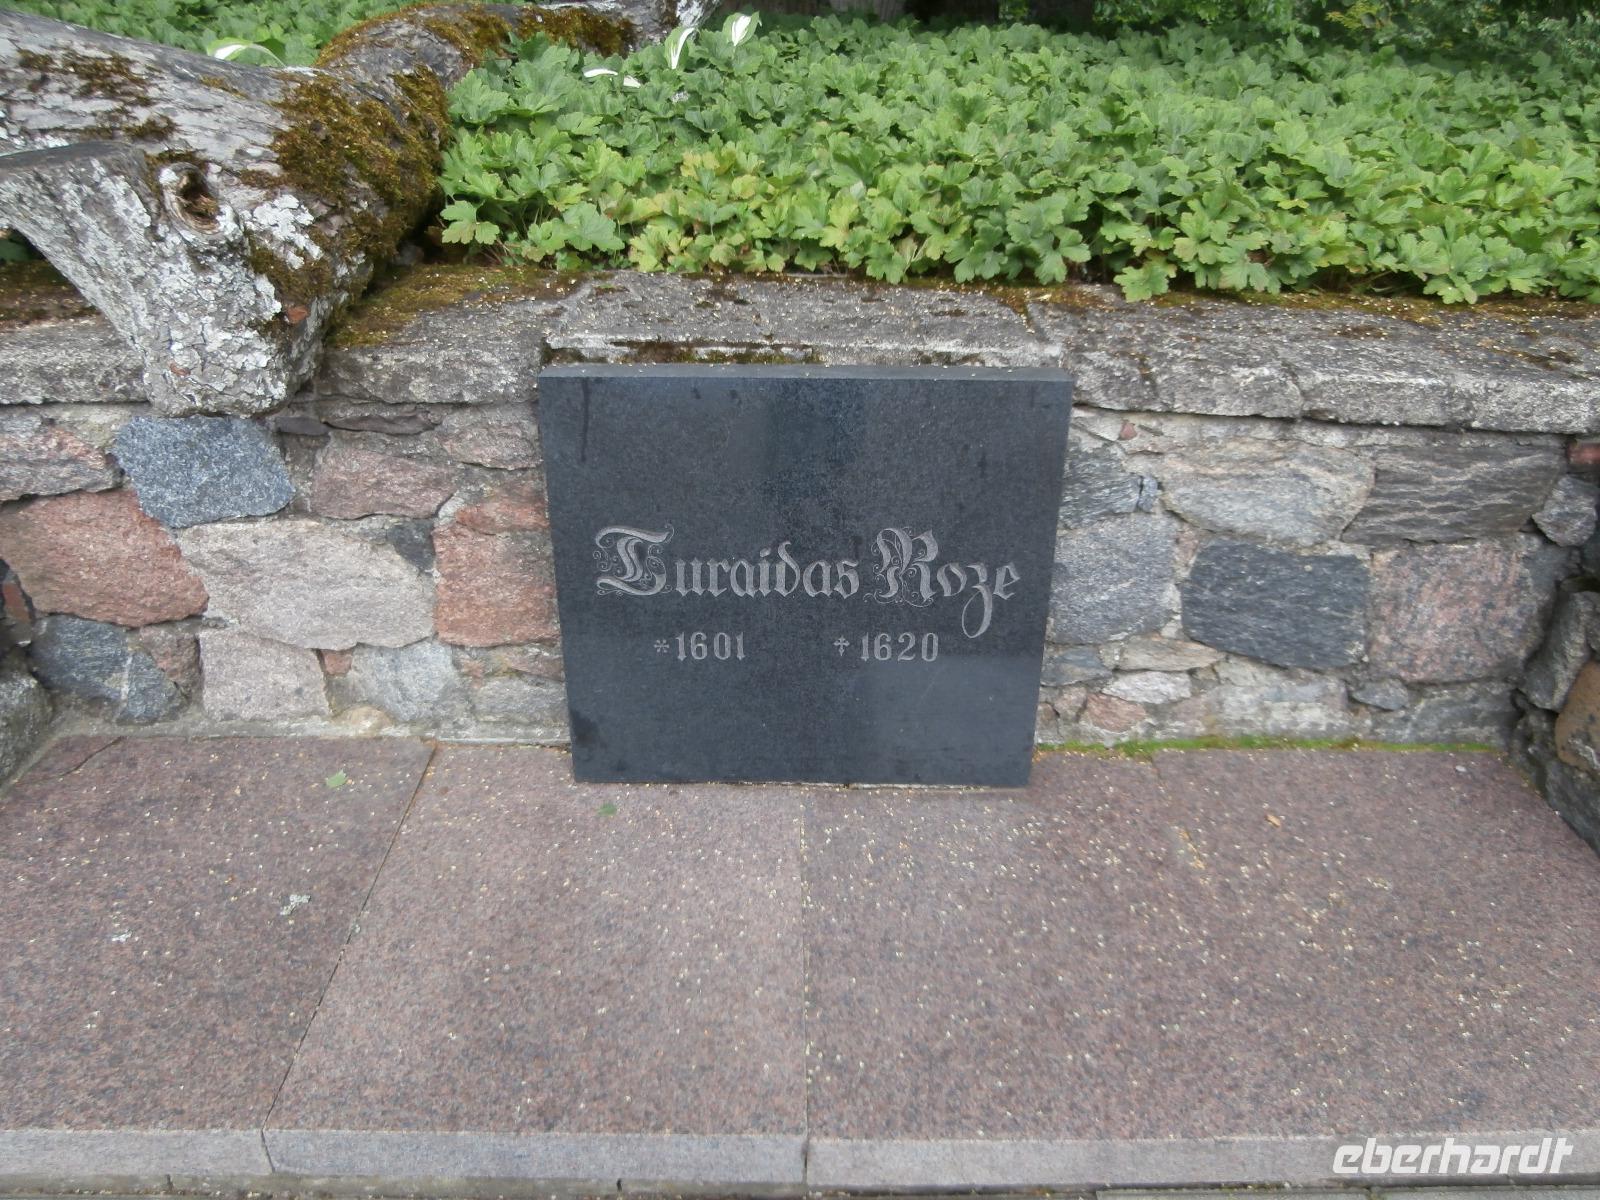 Turaidas Roze
*1601 ✝1620
eberhardt